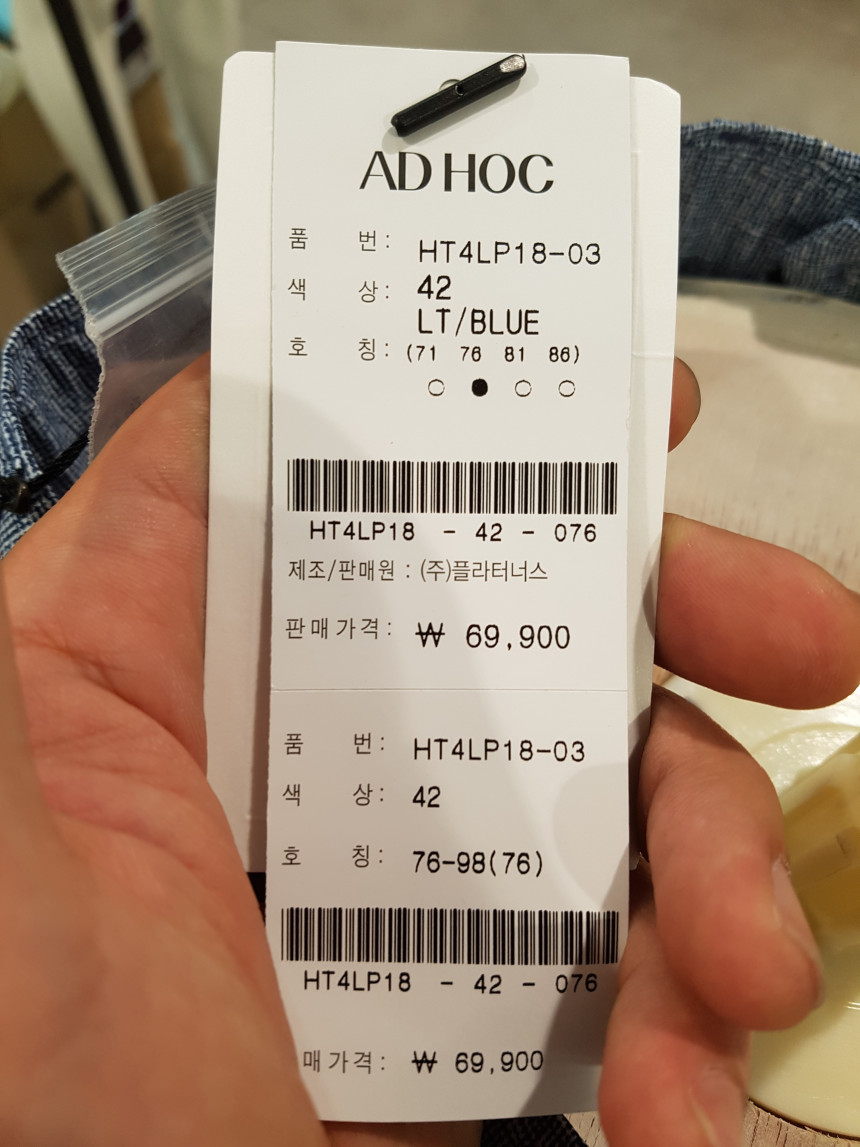 AD HOC
품 번: HT4LP18-03
색 상: 42
LT/BLUE
호 칭: (71 76 81 86)
HT4LP18 - 42 - 076
제조/판매원 : (주)플라터너스
판매가격: ₩ 69,900
품 번: HT4LP18-03
색 상: 42
호 칭: 76-98(76)
HT4LP18 - 42 - 076
매가격: ₩ 69,900